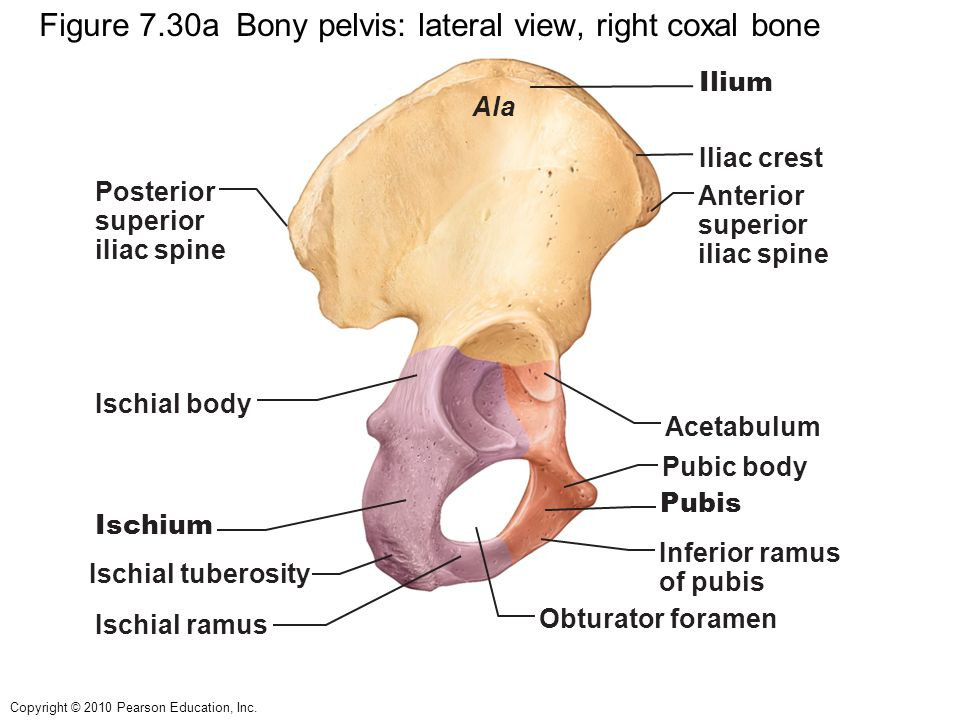 Figure 7.30a  Bony pelvis: lateral view, right coxal bone
Ilium
Ala
Iliac crest
Posterior
superior
iliac spine
Anterior
superior
iliac spine
Ischial body
Acetabulum
Pubic body
Pubis
Ischium
Inferior ramus
of pubis
Ischial tuberosity
Obturator foramen
Ischial ramus
Copyright © 2010 Pearson Education, Inc.